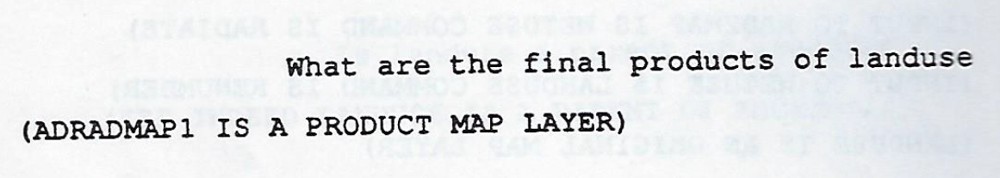 What are the final products of landuse
(ADRADMAP1 IS A PRODUCT MAP LAYER)